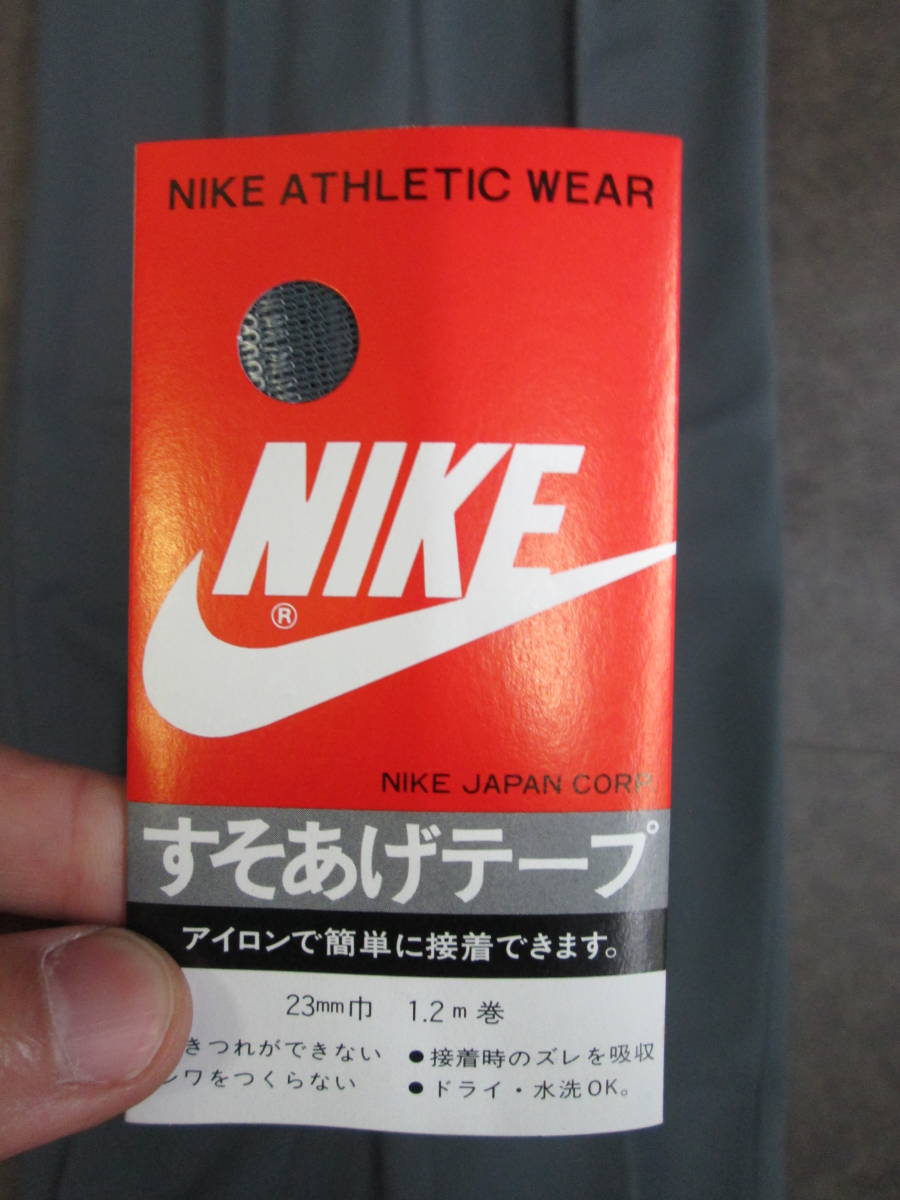 NIKE ATHLETIC WEAR
NIKE
®
NIKE JAPAN CORP
すそあげテープ
アイロンで簡単に接着できます。
23mm巾 1.2m巻
きつれができない ●接着時のズレを吸収
ワをつくらない ●ドライ・水洗OK。